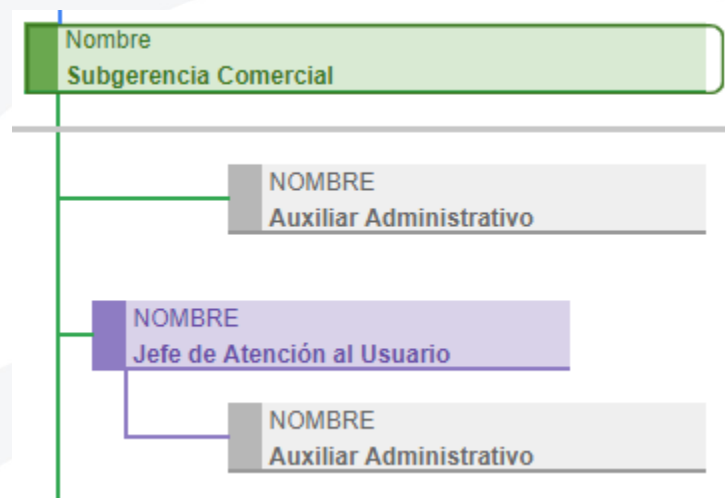 Nombre
Subgerencia Comercial
NOMBRE
Auxiliar Administrativo
NOMBRE
Jefe de Atención al Usuario
NOMBRE
Auxiliar Administrativo